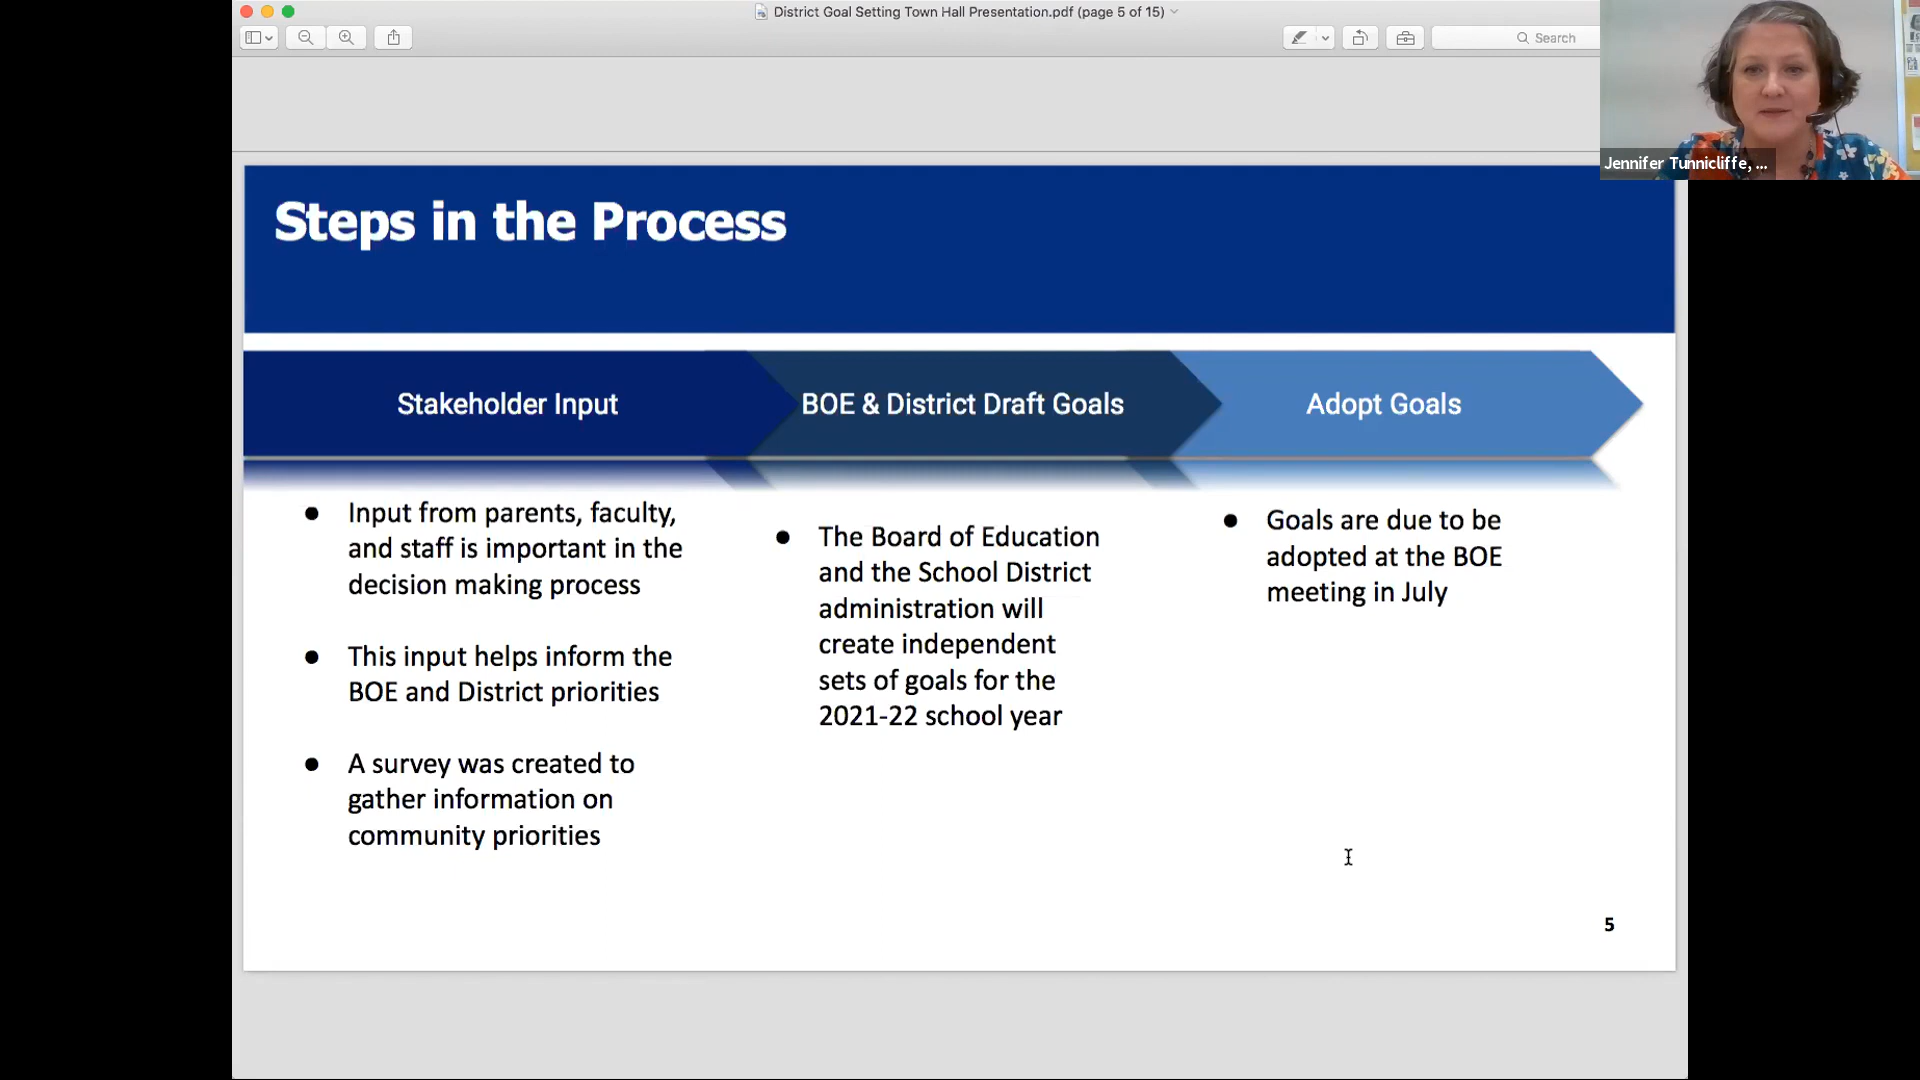 District Goal Setting Town Hall Presentation.pdf (page 5 of 15)
Search
Jennifer Tunnicliffe, ...
Steps in the Process
Stakeholder Input
BOE & District Draft Goals
Adopt Goals
● Input from parents, faculty,
and staff is important in the
decision making process
● This input helps inform the
BOE and District priorities
● A survey was created to
gather information on
community priorities
● The Board of Education
and the School District
administration will
create independent
sets of goals for the
2021-22 school year
● Goals are due to be
adopted at the BOE
meeting in July
5